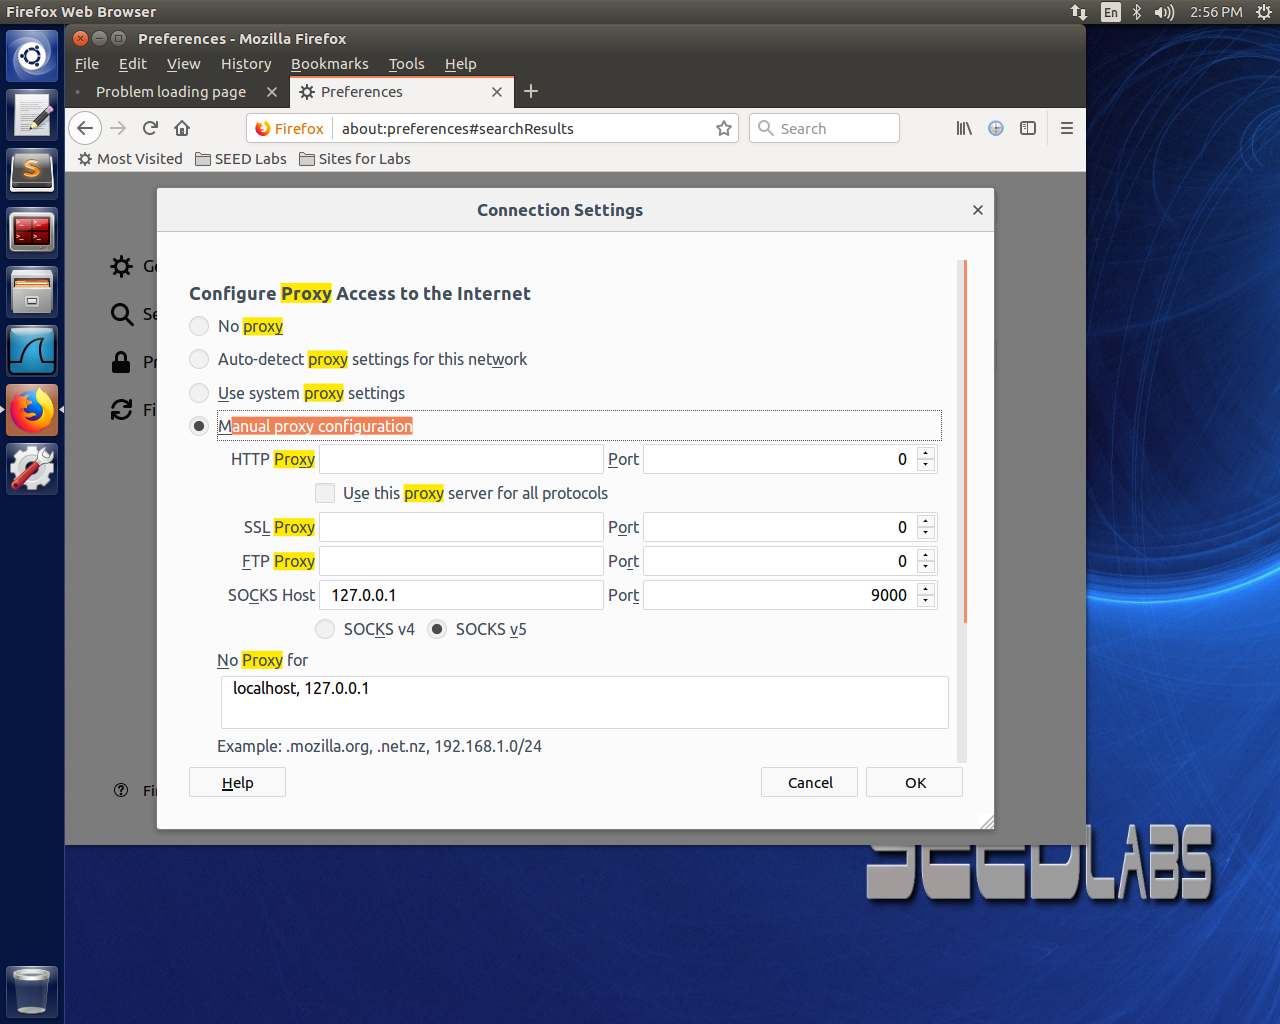 Firefox Web Browser
En
2:56 PM
Preferences - Mozilla Firefox
File Edit View History Bookmarks Tools Help
Problem loading page
Preferences
Firefox
about:preferences#searchResults
Search
Most Visited
SEED Labs
Sites for Labs
Connection Settings
Configure Proxy Access to the Internet
No proxy
Auto-detect proxy settings for this network
Use system proxy settings
Manual proxy configuration
HTTP Proxy Port 0
Use this proxy server for all protocols
SSL Proxy Port 0
FTP Proxy Port 0
SOCKS Host 127.0.0.1 Port 9000
SOCKS v4 SOCKS v5
No Proxy for
localhost, 127.0.0.1
Example: .mozilla.org, .net.nz, 192.168.1.0/24
Help Cancel OK
SEEDLABS